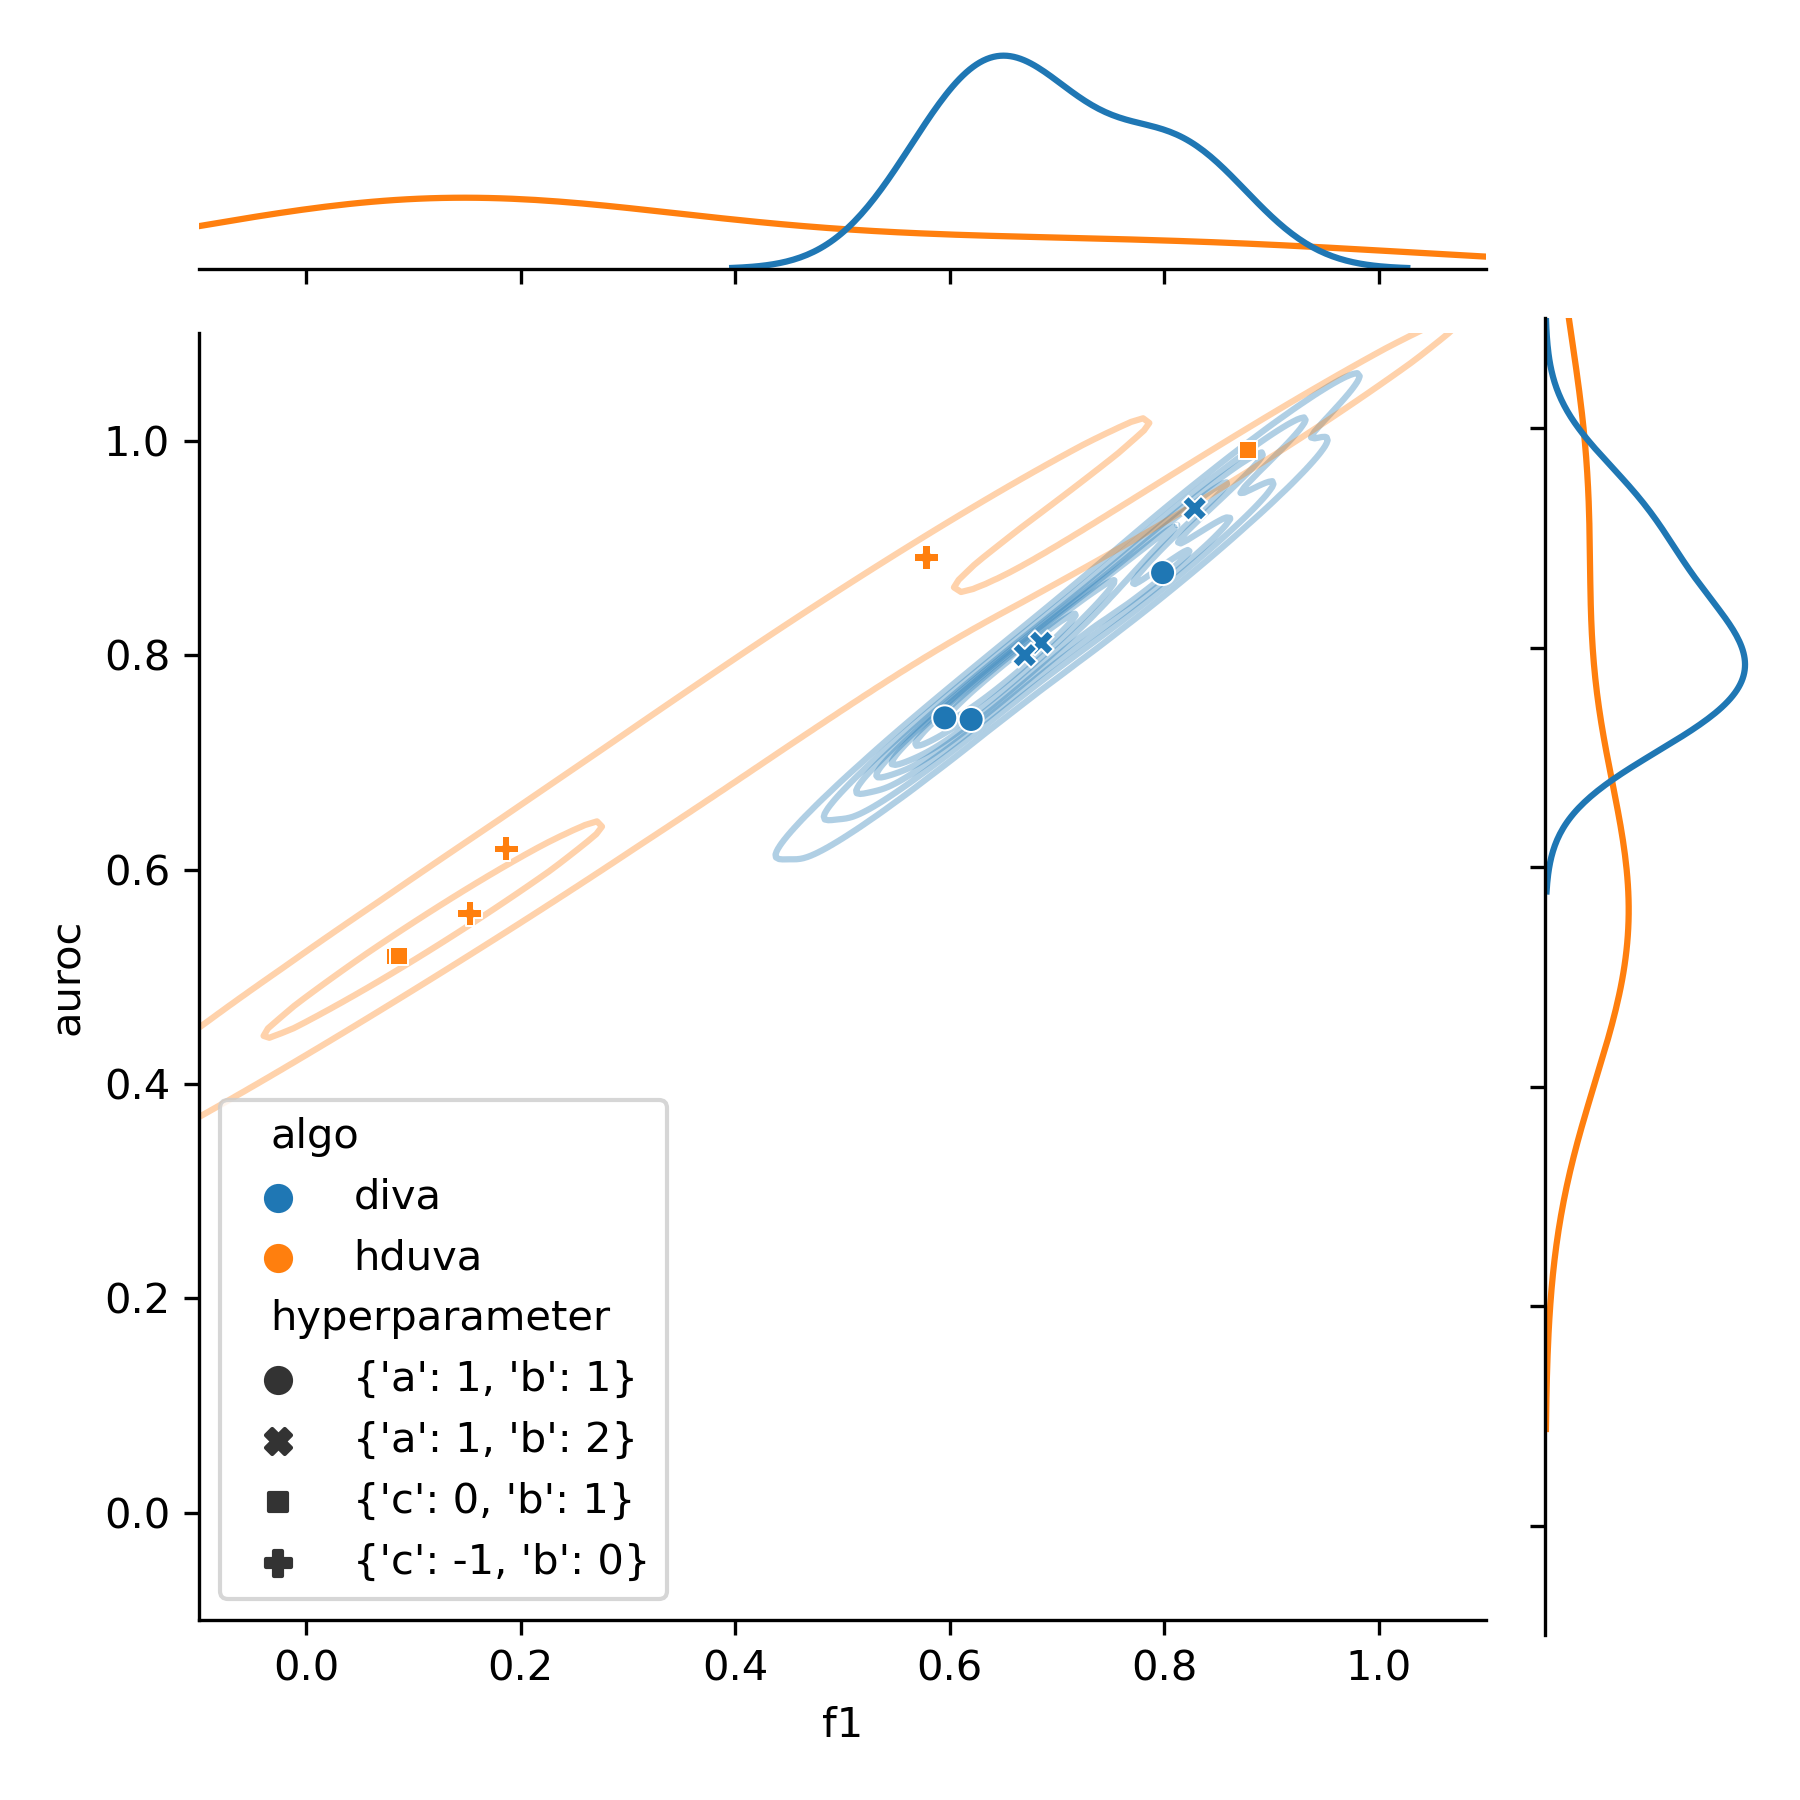 1.0
0.8
0.6
0.4
0.2
0.0
auroc
algo
diva
hduva
hyperparameter
{'a': 1, 'b': 1}
{'a': 1, 'b': 2}
{'c': 0, 'b': 1}
{'c': -1, 'b': 0}
0.0 0.2 0.4 0.6 0.8 1.0
f1